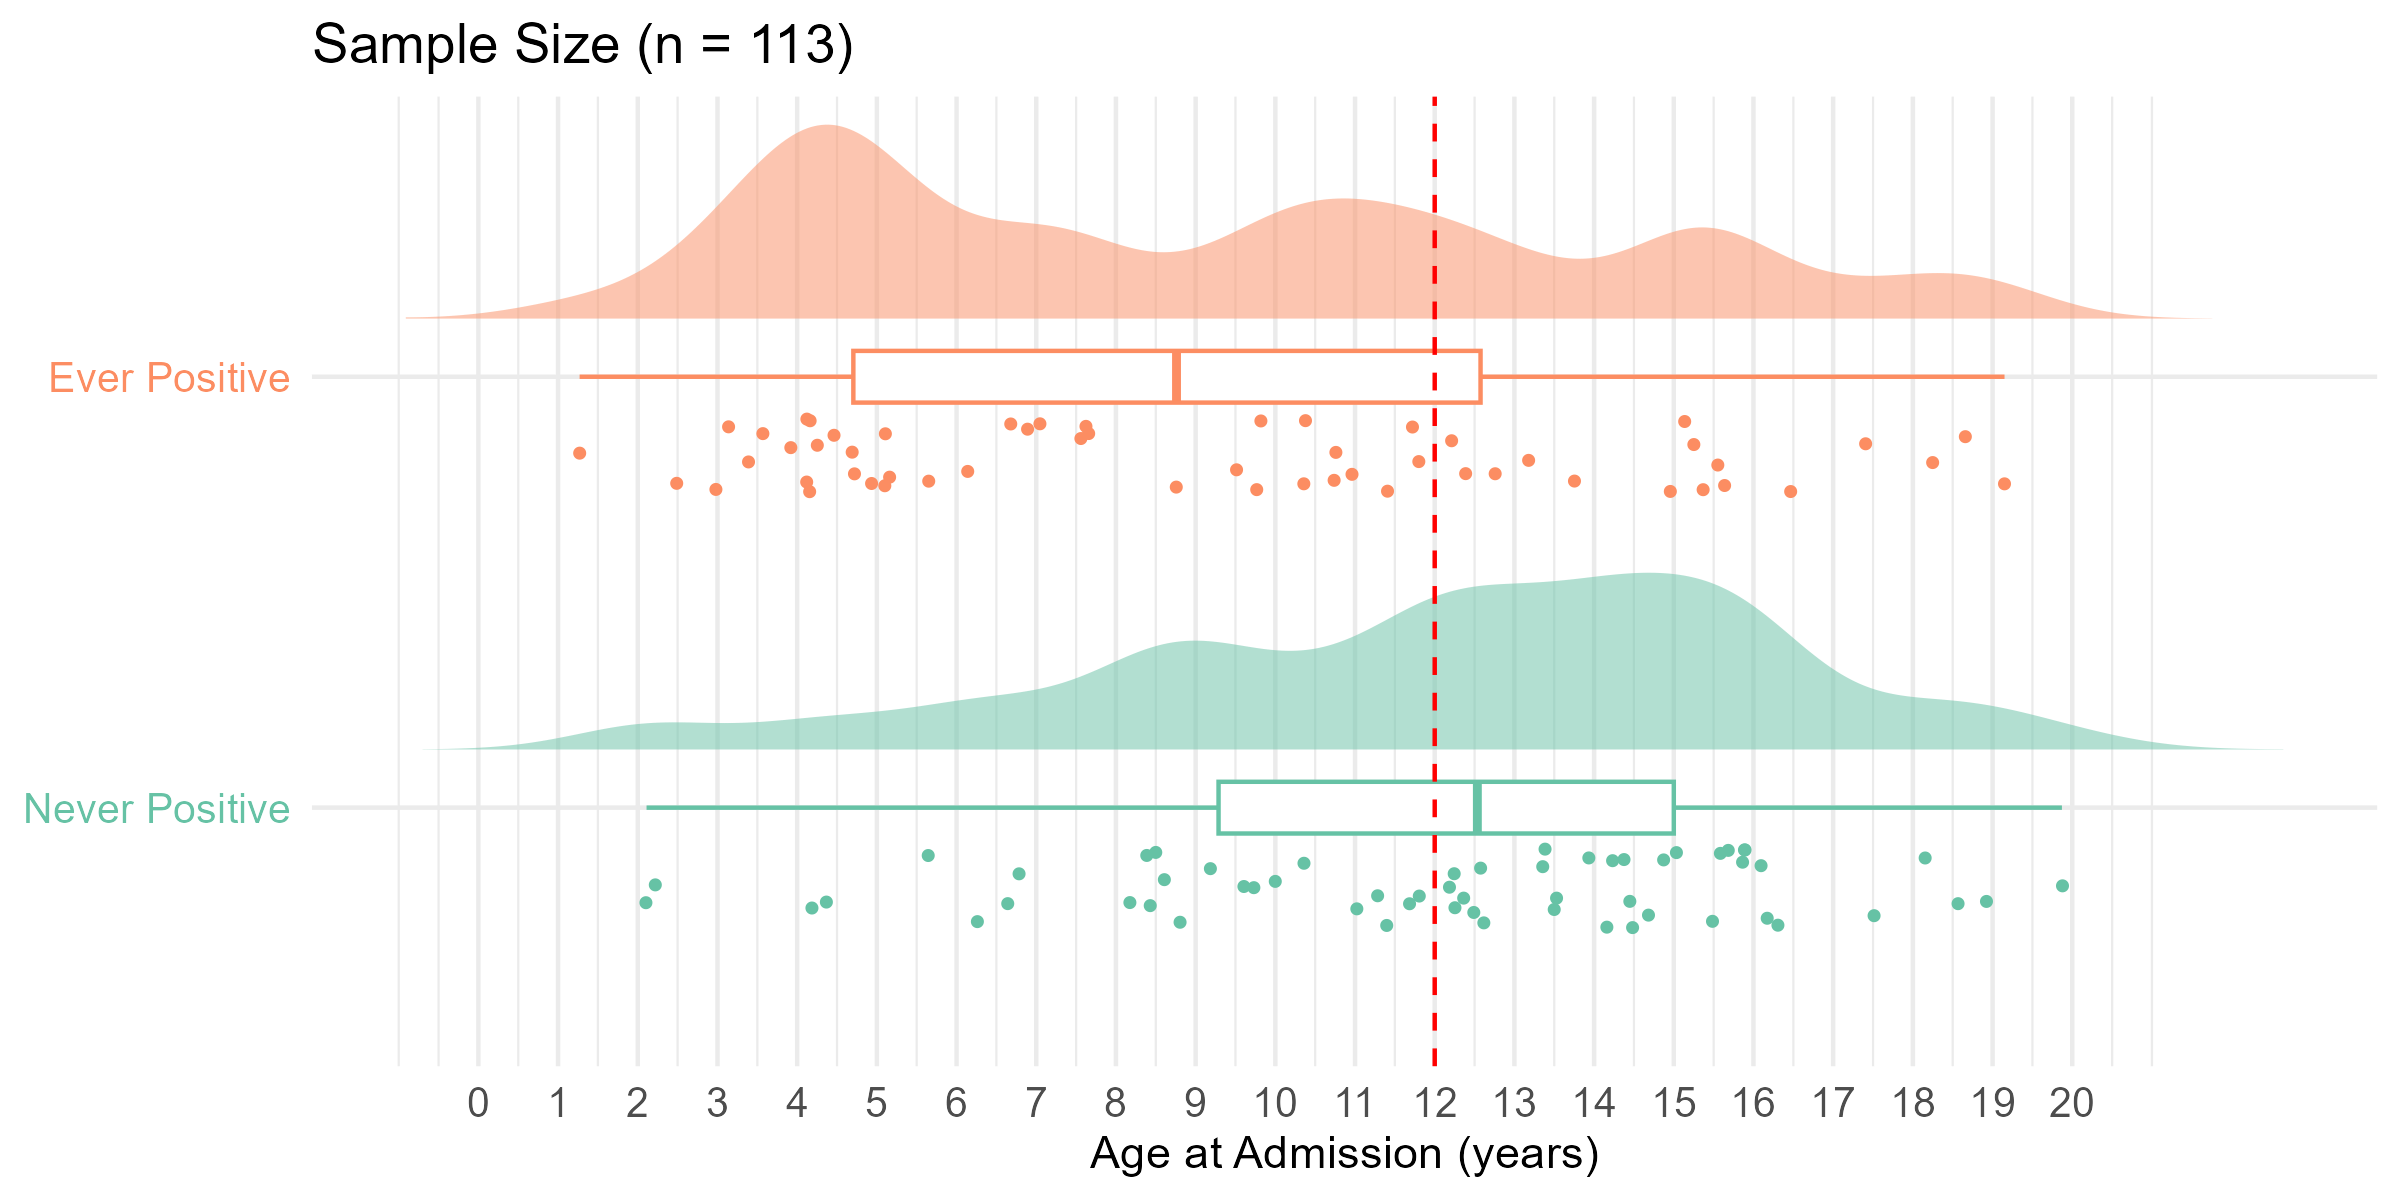 Sample Size (n = 113)
Ever Positive
Never Positive
0 1 2 3 4 5 6 7 8 9 10 11 12 13 14 15 16 17 18 19 20
Age at Admission (years)